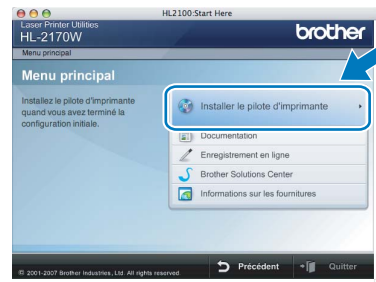 HL2100:Start Here
Laser Printer Utilities
HL-2170W
brother
Menu principal
Menu principal
Installez le pilote d'imprimante
quand vous avez terminé la
configuration initiale.
Installer le pilote d'imprimante
Documentation
Enregistrement en ligne
Brother Solutions Center
Informations sur les fournitures
© 2001-2007 Brother Industries, Ltd. All rights reserved.
Précédent
Quitter